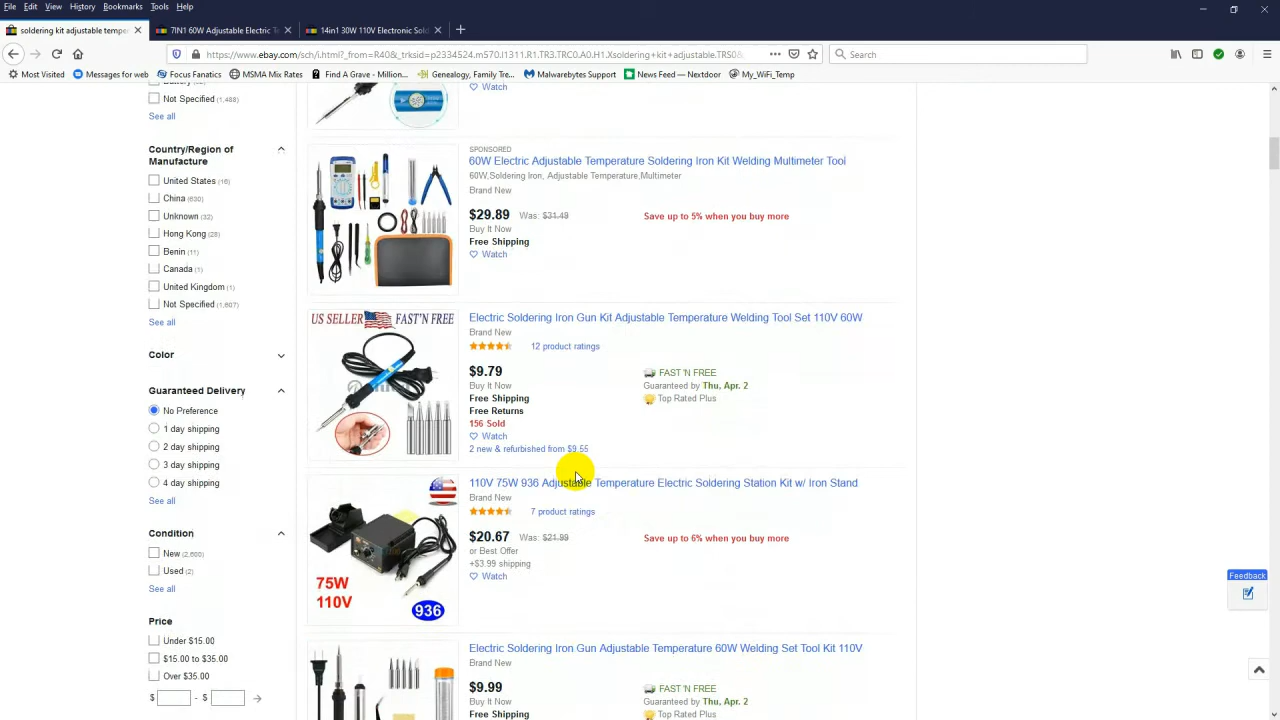 File Edit View History Bookmarks Tools Help
soldering kit adjustable tempe
7IN1 60W Adjustable Electric Te
14in1 30W 110V Electronic Sold
https://www.ebay.com/sch/i.html?_from=R40&_trksid=p2334524.m570.l1311.R1.TR3.TRC0.A0.H1.Xsoldering+kit+adjustable.TRS0&
Search
Most Visited Messages for web Focus Fanatics MSMA Mix Rates Find A Grave - Million... Genealogy, Family Tre... Malwarebytes Support News Feed — Nextdoor My_WiFi_Temp
Not Specified (1,488)
See all
Country/Region of
Manufacture
United States (16)
China (630)
Unknown (32)
Hong Kong (28)
Benin (11)
Canada (1)
United Kingdom (1)
Not Specified (1,607)
See all
Color
Guaranteed Delivery
No Preference
1 day shipping
2 day shipping
3 day shipping
4 day shipping
See all
Condition
New (2,600)
Used (2)
See all
Price
Under $15.00
$15.00 to $35.00
Over $35.00
$ - $
Watch
SPONSORED
60W Electric Adjustable Temperature Soldering Iron Kit Welding Multimeter Tool
60W,Soldering Iron, Adjustable Temperature,Multimeter
Brand New
$29.89 Was: $31.49 Save up to 5% when you buy more
Buy It Now
Free Shipping
Watch
US SELLER FAST'N FREE
Electric Soldering Iron Gun Kit Adjustable Temperature Welding Tool Set 110V 60W
Brand New
12 product ratings
$9.79 FAST 'N FREE
Buy It Now Guaranteed by Thu, Apr. 2
Free Shipping Top Rated Plus
Free Returns
156 Sold
Watch
2 new & refurbished from $9.55
110V 75W 936 Adjustable Temperature Electric Soldering Station Kit w/ Iron Stand
Brand New
7 product ratings
$20.67 Was: $21.99 Save up to 6% when you buy more
or Best Offer
+$3.99 shipping
Watch
75W
110V
936
Electric Soldering Iron Gun Adjustable Temperature 60W Welding Set Tool Kit 110V
Brand New
$9.99 FAST 'N FREE
Buy It Now Guaranteed by Thu, Apr. 2
Free Shipping Top Rated Plus
Feedback